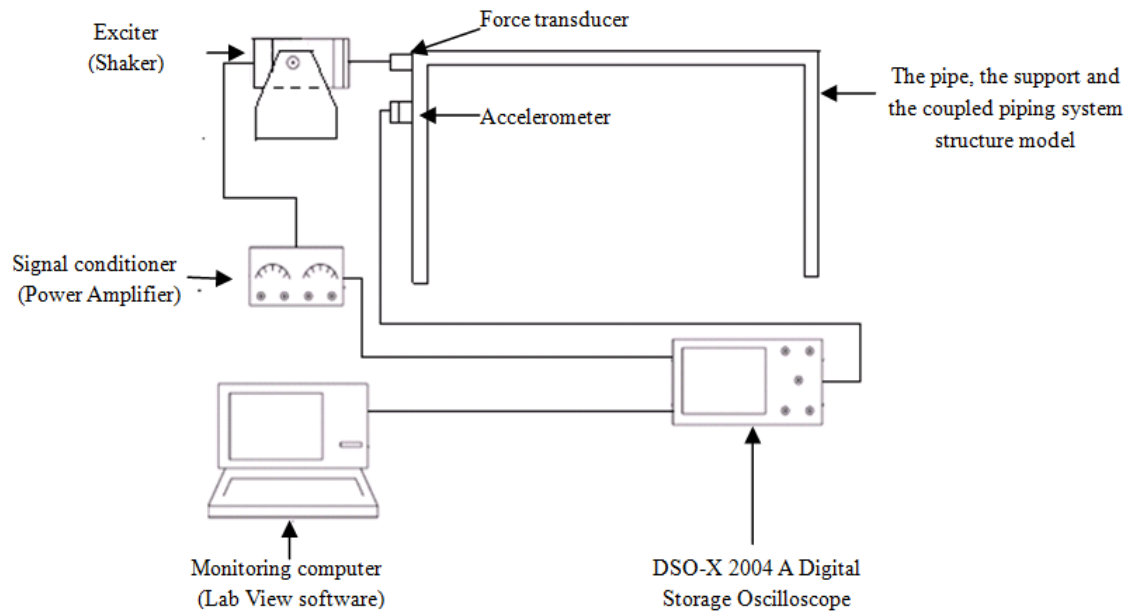 Exciter
(Shaker)
Force transducer
Accelerometer
The pipe, the support and
the coupled piping system
structure model
Signal conditioner
(Power Amplifier)
Monitoring computer
(Lab View software)
DSO-X 2004 A Digital
Storage Oscilloscope